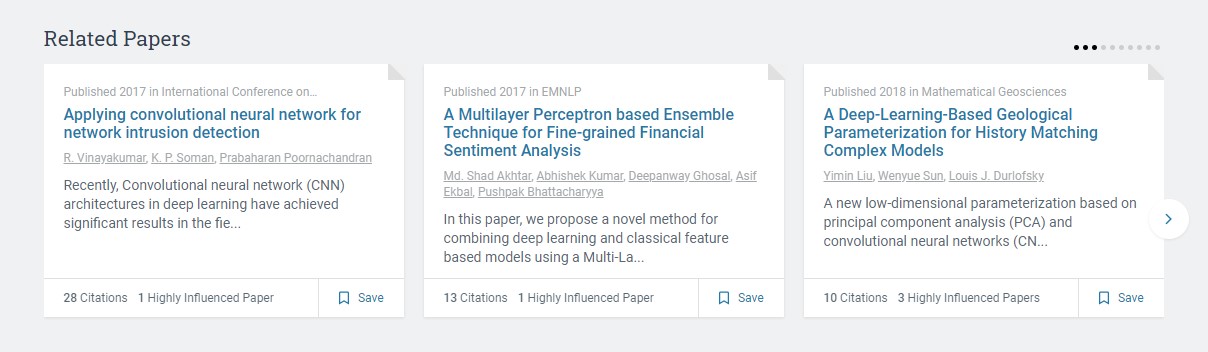 Related Papers
Published 2017 in International Conference on...
Applying convolutional neural network for
network intrusion detection
R. Vinayakumar, K. P. Soman, Prabaharan Poornachandran
Recently, Convolutional neural network (CNN)
architectures in deep learning have achieved
significant results in the fie...
28 Citations 1 Highly Influenced Paper
Save
Published 2017 in EMNLP
A Multilayer Perceptron based Ensemble
Technique for Fine-grained Financial
Sentiment Analysis
Md. Shad Akhtar, Abhishek Kumar, Deepanway Ghosal, Asif
Ekbal, Pushpak Bhattacharyya
In this paper, we propose a novel method for
combining deep learning and classical feature
based models using a Multi-La...
13 Citations 1 Highly Influenced Paper
Save
Published 2018 in Mathematical Geosciences
A Deep-Learning-Based Geological
Parameterization for History Matching
Complex Models
Yimin Liu, Wenyue Sun, Louis J. Durlofsky
A new low-dimensional parameterization based on
principal component analysis (PCA) and
convolutional neural networks (CN...
10 Citations 3 Highly Influenced Papers
Save